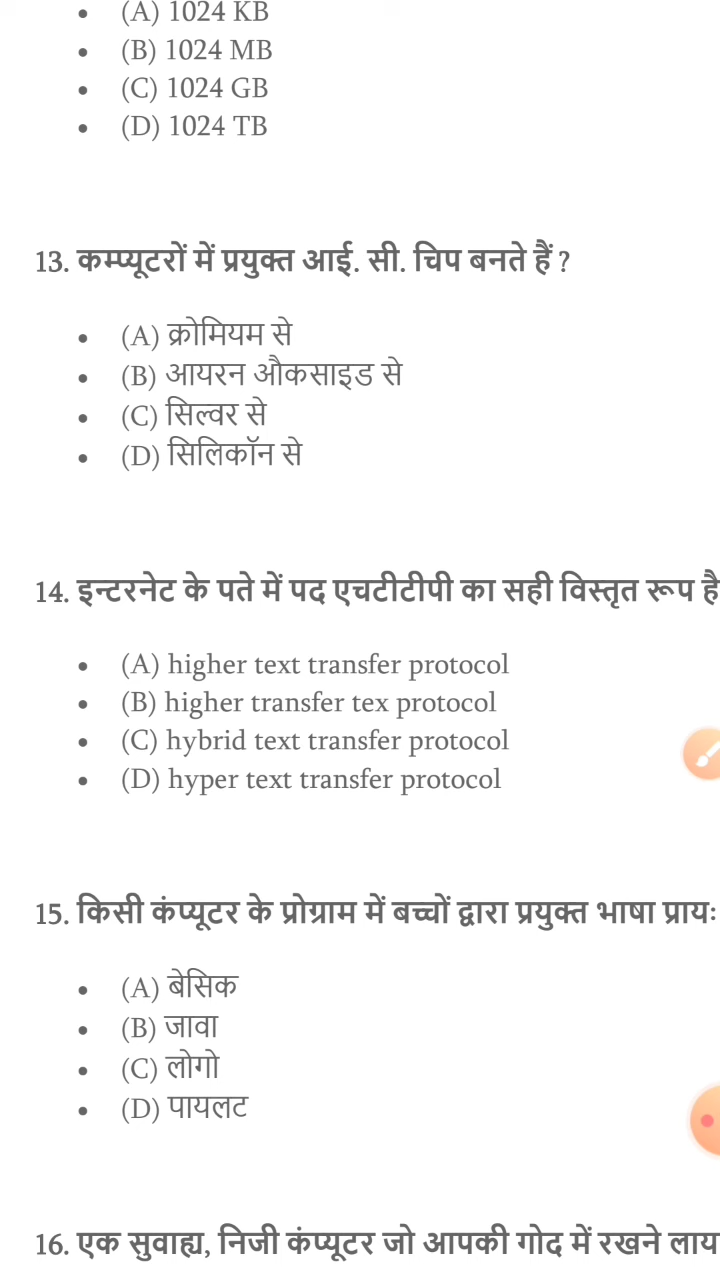 (A) 1024 KB
(B) 1024 MB
(C) 1024 GB
(D) 1024 TB
13. कम्प्यूटरों में प्रयुक्त आई. सी. चिप बनते हैं ?
(A) क्रोमियम से
(B) आयरन औकसाइड से
(C) सिल्वर से
(D) सिलिकॉन से
14. इन्टरनेट के पते में पद एचटीटीपी का सही विस्तृत रूप है
(A) higher text transfer protocol
(B) higher transfer tex protocol
(C) hybrid text transfer protocol
(D) hyper text transfer protocol
15. किसी कंप्यूटर के प्रोग्राम में बच्चों द्वारा प्रयुक्त भाषा प्रायः
(A) बेसिक
(B) जावा
(C) लोगो
(D) पायलट
16. एक सुवाह्य, निजी कंप्यूटर जो आपकी गोद में रखने लाय